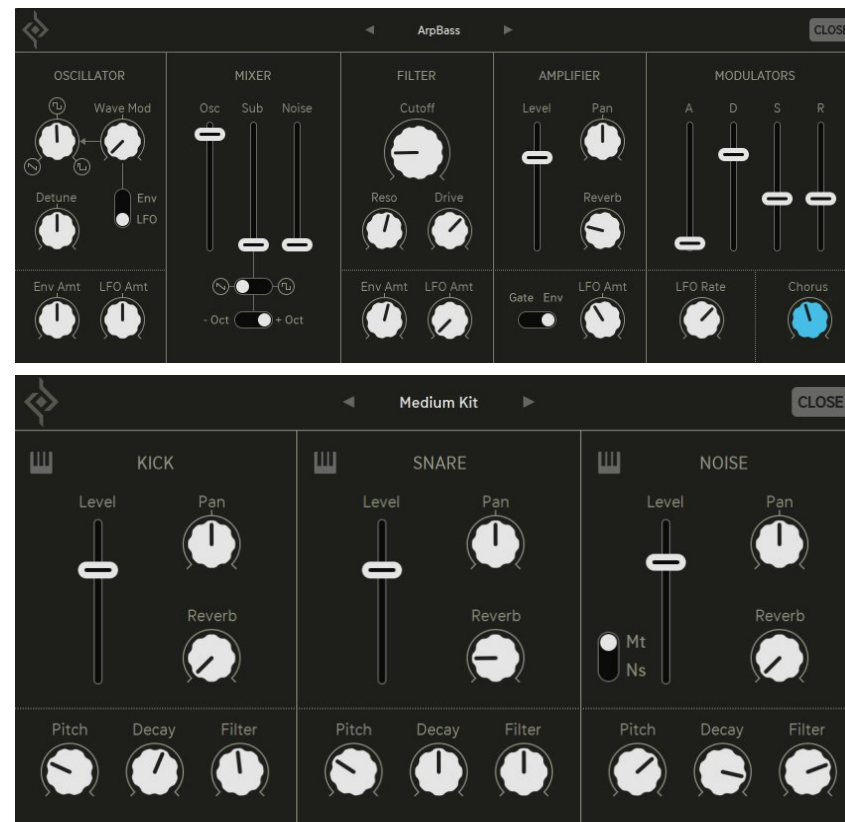 ArpBass
CLOSE
OSCILLATOR
MIXER
FILTER
AMPLIFIER
MODULATORS
Wave Mod
Osc Sub Noise
Cutoff
Level
Pan
A D S R
Detune
Env
LFO
Reso
Drive
Reverb
Env Amt
LFO Amt
- Oct
+ Oct
Env Amt
LFO Amt
Gate Env
LFO Amt
LFO Rate
Chorus
Medium Kit
CLOSE
KICK
SNARE
NOISE
Level
Pan
Level
Pan
Level
Pan
Reverb
Reverb
Reverb
Mt
Ns
Pitch
Decay
Filter
Pitch
Decay
Filter
Pitch
Decay
Filter